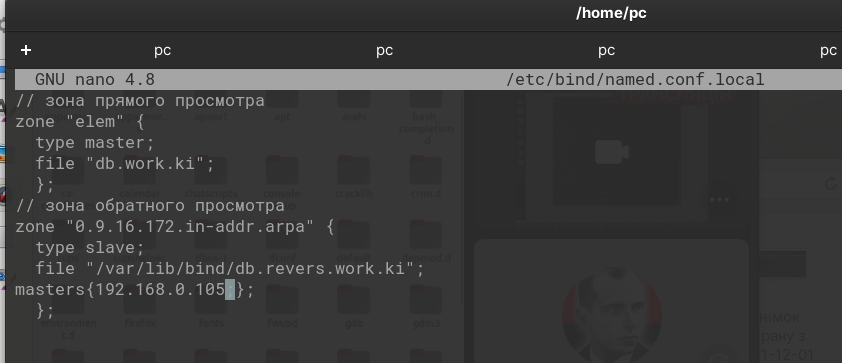 /home/pc
+ pc pc pc pc
GNU nano 4.8 /etc/bind/named.conf.local
// зона прямого просмотра
zone "elem" {
type master;
file "db.work.ki";
};
// зона обратного просмотра
zone "0.9.16.172.in-addr.arpa" {
type slave;
file "/var/lib/bind/db.revers.work.ki";
masters{192.168.0.105;};
};